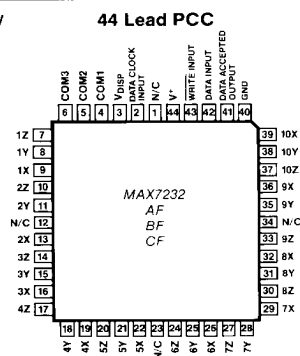 44 Lead PCC
COM3
COM2
COM1
VDISP
DATA CLOCK INPUT
N/C
V+
WRITE INPUT
DATA INPUT
DATA ACCEPTED OUTPUT
GND
6 5 4 3 2 1 44 43 42 41 40
1Z 7
1Y 8
1X 9
2Z 10
2Y 11
N/C 12
2X 13
3Z 14
3Y 15
3X 16
4Z 17
MAX7232
AF
BF
CF
39 10X
38 10Y
37 10Z
36 9X
35 9Y
34 N/C
33 9Z
32 8X
31 8Y
30 8Z
29 7X
18 19 20 21 22 23 24 25 26 27 28
4Y
4X
5Z
5Y
5X
N/C
6Z
6Y
6X
7Z
7Y